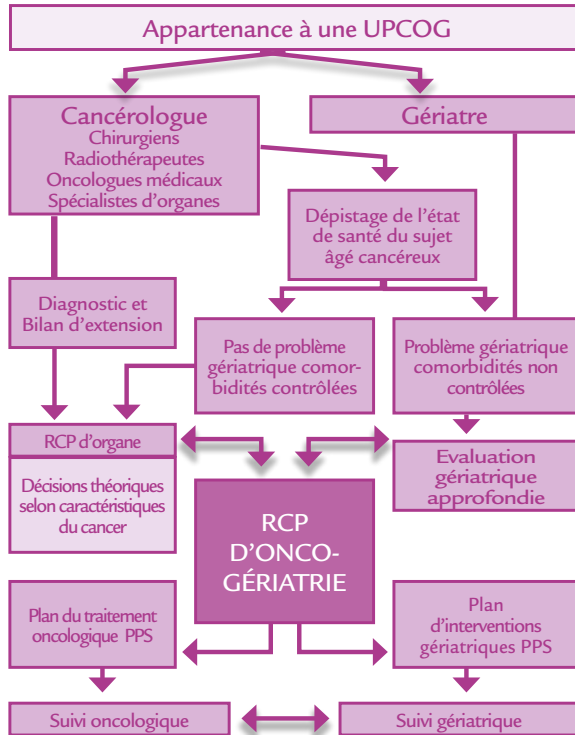 Appartenance à une UPCOG
Cancérologue
Chirurgiens
Radiothérapeutes
Oncologues médicaux
Spécialistes d'organes
Gériatre
Dépistage de l'état
de santé du sujet
âgé cancéreux
Diagnostic et
Bilan d'extension
Pas de problème
gériatrique comor-
bidités contrôlées
Problème gériatrique
comorbidités non
contrôlées
RCP d'organe
Décisions théoriques
selon caractéristiques
du cancer
Evaluation
gériatrique
approfondie
RCP
D'ONCO-
GÉRIATRIE
Plan du traitement
oncologique PPS
Plan
d'interventions
gériatriques PPS
Suivi oncologique
Suivi gériatrique